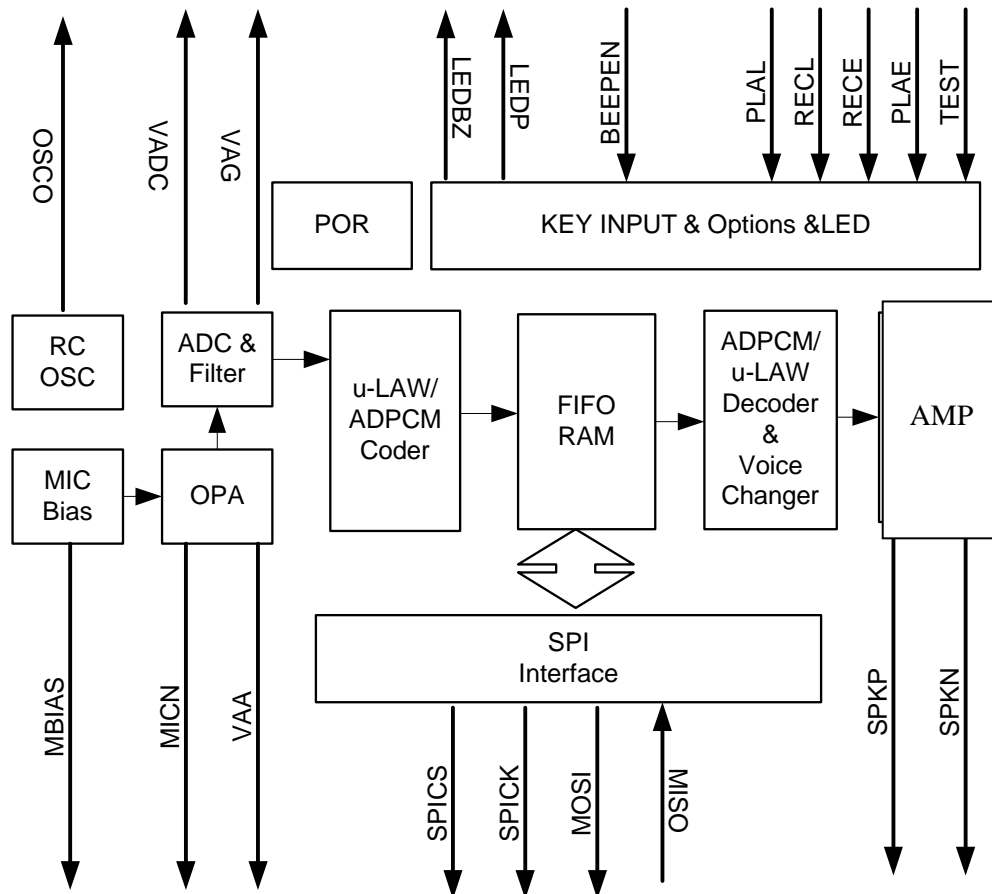 OSCO
VADC
VAG
LEDBZ
LEDP
BEEPEN
PLAL
RECL
RECE
PLAE
TEST
POR
KEY INPUT & Options &LED
RC
OSC
ADC &
Filter
u-LAW/
ADPCM
Coder
FIFO
RAM
ADPCM/
u-LAW
Decoder
&
Voice
Changer
AMP
MIC
Bias
OPA
SPI
Interface
MBIAS
MICN
VAA
SPICS
SPICK
MOSI
MISO
SPKP
SPKN